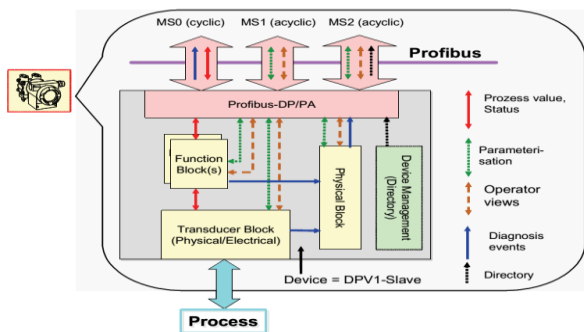 MS0 (cyclic) MS1 (acyclic) MS2 (acyclic)
Profibus
Profibus-DP/PA
Function
Block(s)
Physical Block
Device Management
(Directory)
Transducer Block
(Physical/Electrical)
Device = DPV1-Slave
Process
Prozess value,
Status
Parameteri-
sation
Operator
views
Diagnosis
events
Directory